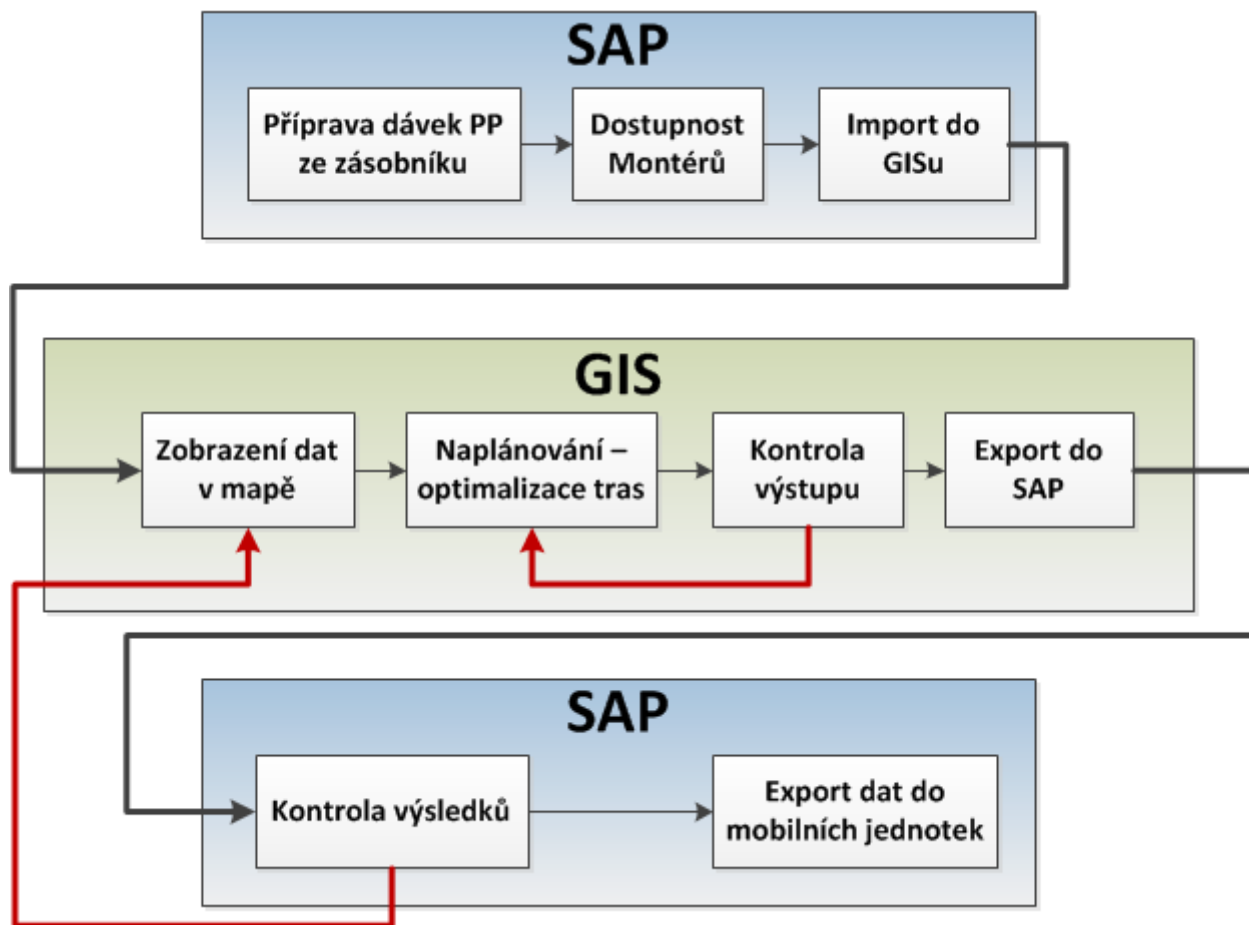 SAP
Příprava dávek PP
ze zásobníku
Dostupnost
Montérů
Import do
GISu
GIS
Zobrazení dat
v mapě
Naplánování –
optimalizace tras
Kontrola
výstupu
Export do
SAP
SAP
Kontrola výsledků
Export dat do
mobilních jednotek